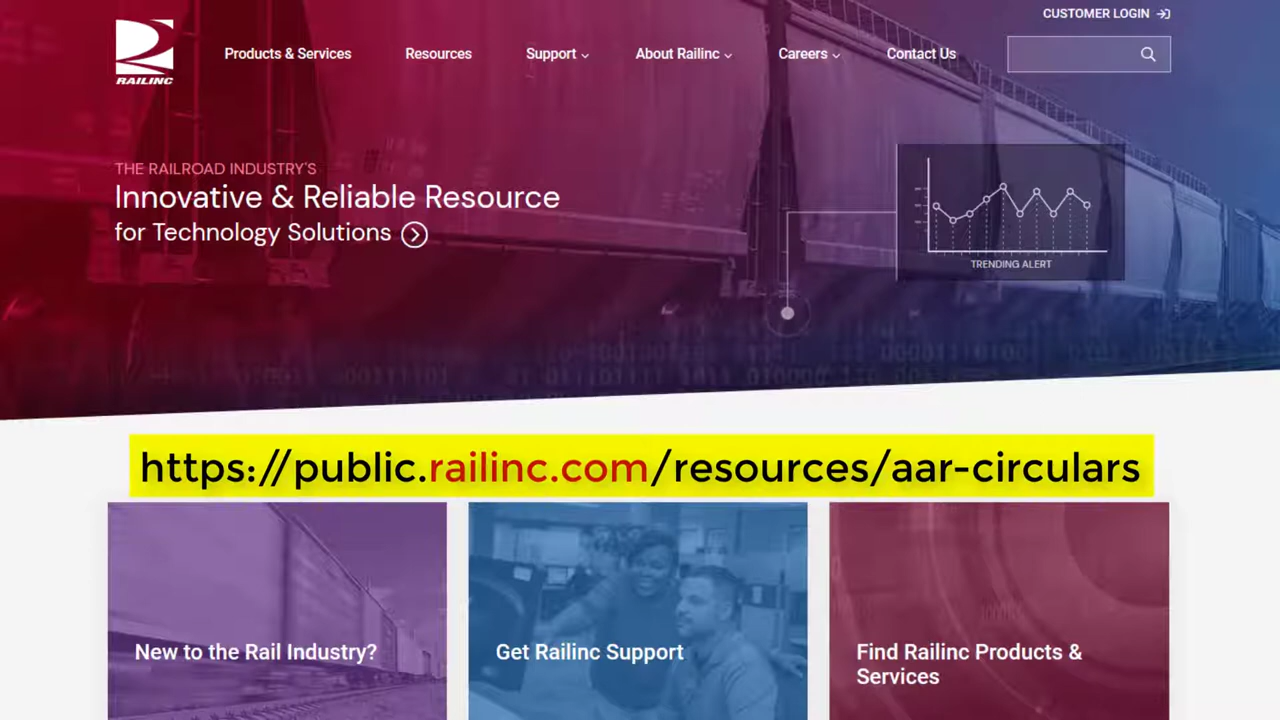 CUSTOMER LOGIN
RAILINC
Products & Services
Resources
Support
About Railinc
Careers
Contact Us
THE RAILROAD INDUSTRY'S
Innovative & Reliable Resource
for Technology Solutions
TRENDING ALERT
https://public.railinc.com/resources/aar-circulars
New to the Rail Industry?
Get Railinc Support
Find Railinc Products &
Services